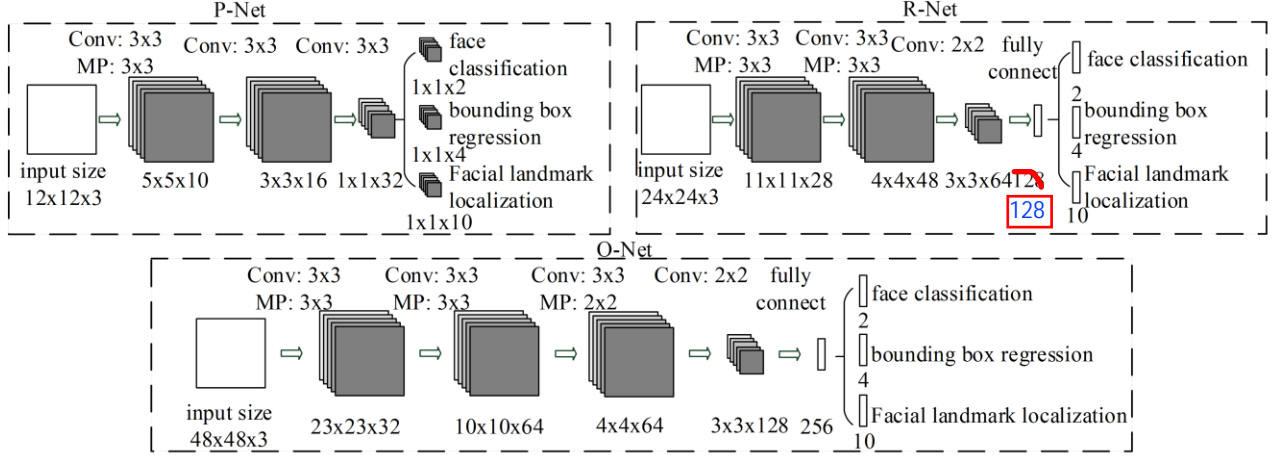 P-Net
Conv: 3x3 Conv: 3x3 Conv: 3x3
MP: 3x3
face
classification
1x1x2
bounding box
regression
1x1x4
Facial landmark
localization
1x1x10
input size
12x12x3
5x5x10
3x3x16
1x1x32
R-Net
Conv: 3x3 Conv: 3x3 Conv: 2x2 fully
MP: 3x3 MP: 3x3 connect
face classification
2
bounding box
regression
4
Facial landmark
localization
10
input size
24x24x3
11x11x28
4x4x48
3x3x64
128
128
O-Net
Conv: 3x3 Conv: 3x3 Conv: 3x3 Conv: 2x2 fully
MP: 3x3 MP: 3x3 MP: 2x2 connect
face classification
2
bounding box regression
4
Facial landmark localization
10
input size
48x48x3
23x23x32
10x10x64
4x4x64
3x3x128
256